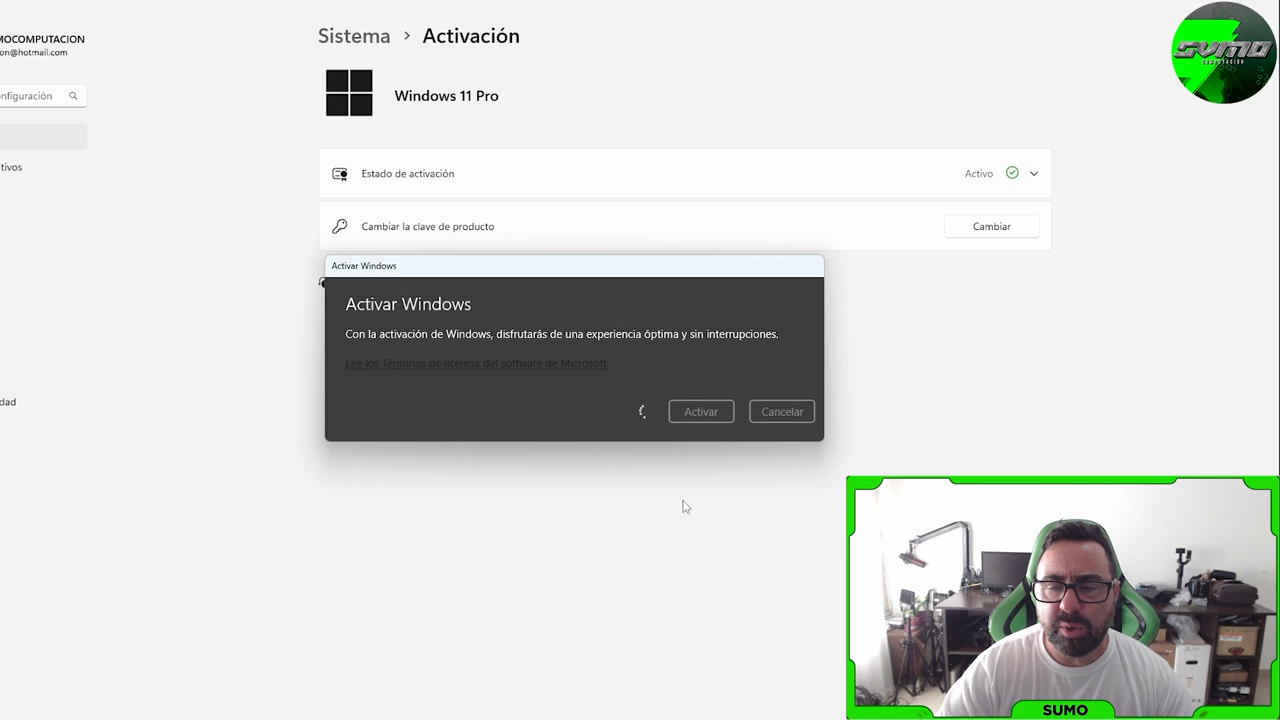 MOCOMPUTACION
on@hotmail.com
nfiguración
tivos
dad
Sistema > Activación
Windows 11 Pro
Estado de activación
Activo
Cambiar la clave de producto
Cambiar
Activar Windows
Activar Windows
Con la activación de Windows, disfrutarás de una experiencia óptima y sin interrupciones.
Lee los Términos de licencia del software de Microsoft
Activar
Cancelar
SUMO
COMPUTACION
SUMO